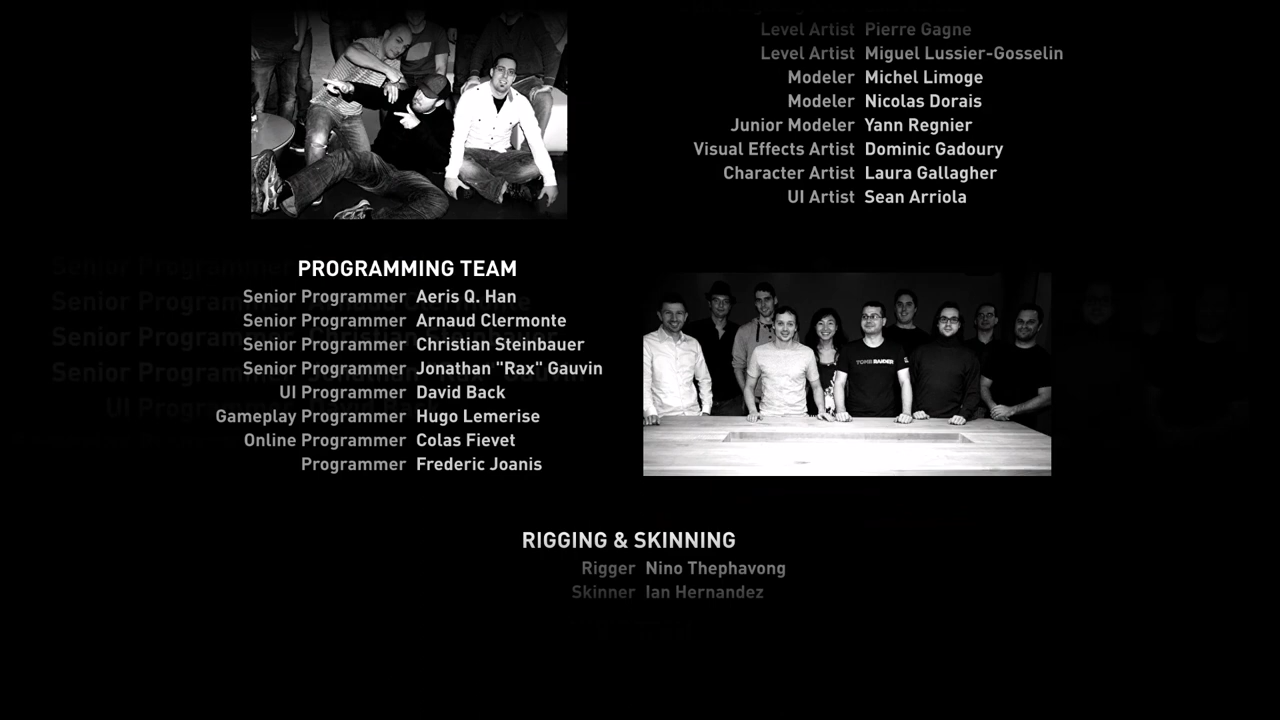 Level Artist Pierre Gagne
Level Artist Miguel Lussier-Gosselin
Modeler Michel Limoge
Modeler Nicolas Dorais
Junior Modeler Yann Regnier
Visual Effects Artist Dominic Gadoury
Character Artist Laura Gallagher
UI Artist Sean Arriola
PROGRAMMING TEAM
Senior Programmer Aeris Q. Han
Senior Programmer Arnaud Clermonte
Senior Programmer Christian Steinbauer
Senior Programmer Jonathan "Rax" Gauvin
UI Programmer David Back
Gameplay Programmer Hugo Lemerise
Online Programmer Colas Fievet
Programmer Frederic Joanis
TOMB RAIDER
RIGGING & SKINNING
Rigger Nino Thephavong
Skinner Ian Hernandez